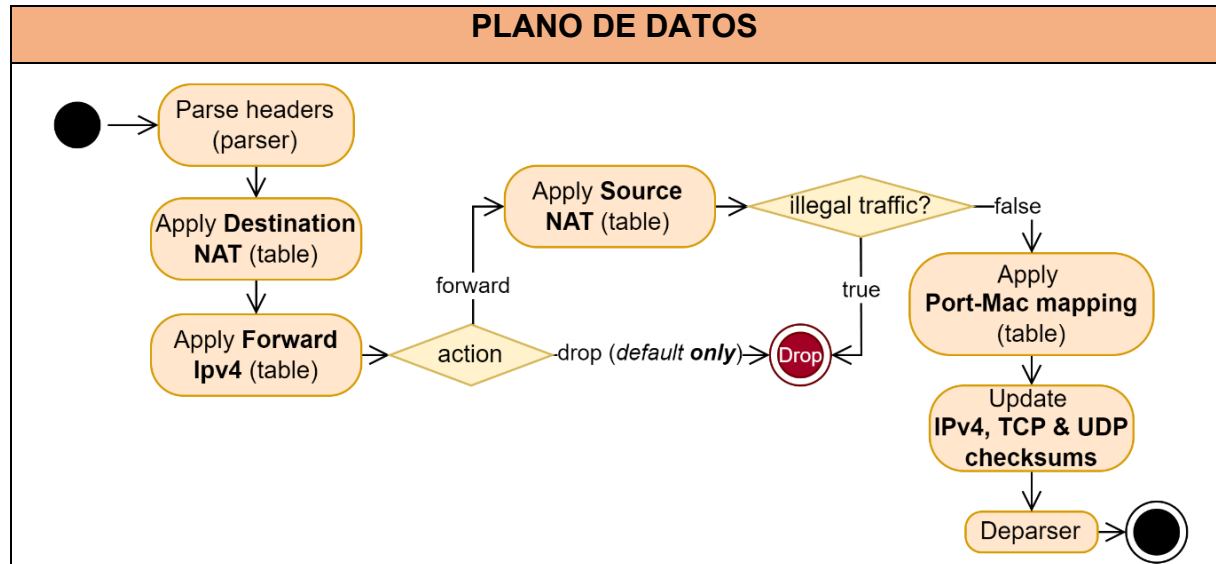 PLANO DE DATOS
Parse headers
(parser)
Apply Destination
NAT (table)
Apply Forward
Ipv4 (table)
action
forward
drop (default only)
Drop
Apply Source
NAT (table)
illegal traffic?
true
false
Apply
Port-Mac mapping
(table)
Update
IPv4, TCP & UDP
checksums
Deparser